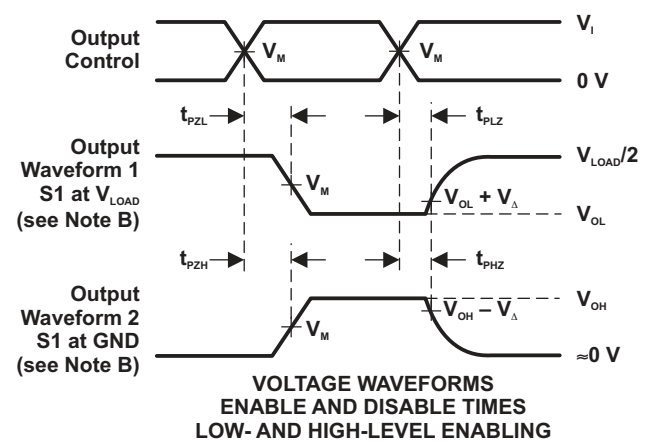 Output
Control
V_M
V_M
V_I
0 V
t_PZL
t_PLZ
Output
Waveform 1
S1 at V_LOAD
(see Note B)
V_M
V_OL + V_Δ
V_LOAD/2
V_OL
t_PZH
t_PHZ
Output
Waveform 2
S1 at GND
(see Note B)
V_M
V_OH – V_Δ
V_OH
≈0 V
VOLTAGE WAVEFORMS
ENABLE AND DISABLE TIMES
LOW- AND HIGH-LEVEL ENABLING